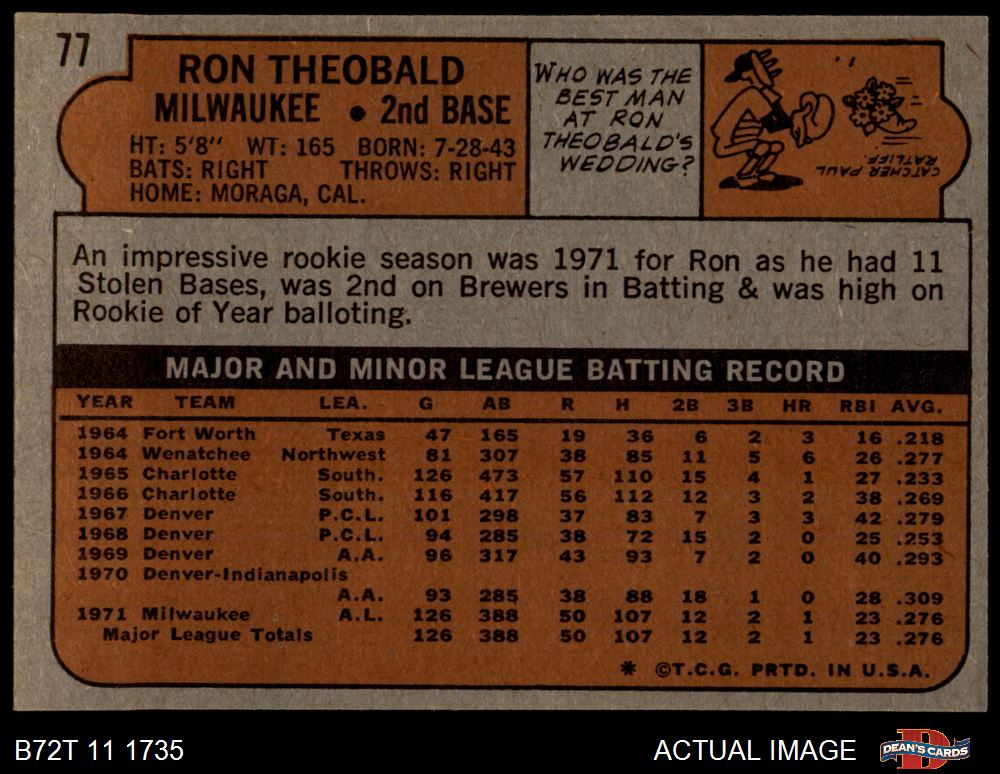 77
RON THEOBALD
MILWAUKEE • 2nd BASE
HT: 5'8" WT: 165 BORN: 7-28-43
BATS: RIGHT THROWS: RIGHT
HOME: MORAGA, CAL.
WHO WAS THE
BEST MAN
AT RON
THEOBALD'S
WEDDING?
CATCHER PAUL
RATLIFF.
An impressive rookie season was 1971 for Ron as he had 11
Stolen Bases, was 2nd on Brewers in Batting & was high on
Rookie of Year balloting.
MAJOR AND MINOR LEAGUE BATTING RECORD
YEAR TEAM LEA. G AB R H 2B 3B HR RBI AVG.
1964 Fort Worth Texas 47 165 19 36 6 2 3 16 .218
1964 Wenatchee Northwest 81 307 38 85 11 5 6 26 .277
1965 Charlotte South. 126 473 57 110 15 4 1 27 .233
1966 Charlotte South. 116 417 56 112 12 3 2 38 .269
1967 Denver P.C.L. 101 298 37 83 7 3 3 42 .279
1968 Denver P.C.L. 94 285 38 72 15 2 0 25 .253
1969 Denver A.A. 96 317 43 93 7 2 0 40 .293
1970 Denver-Indianapolis
A.A. 93 285 38 88 18 1 0 28 .309
1971 Milwaukee A.L. 126 388 50 107 12 2 1 23 .276
Major League Totals 126 388 50 107 12 2 1 23 .276
* ©T.C.G. PRTD. IN U.S.A.
B72T 11 1735
ACTUAL IMAGE
DEAN'S CARDS